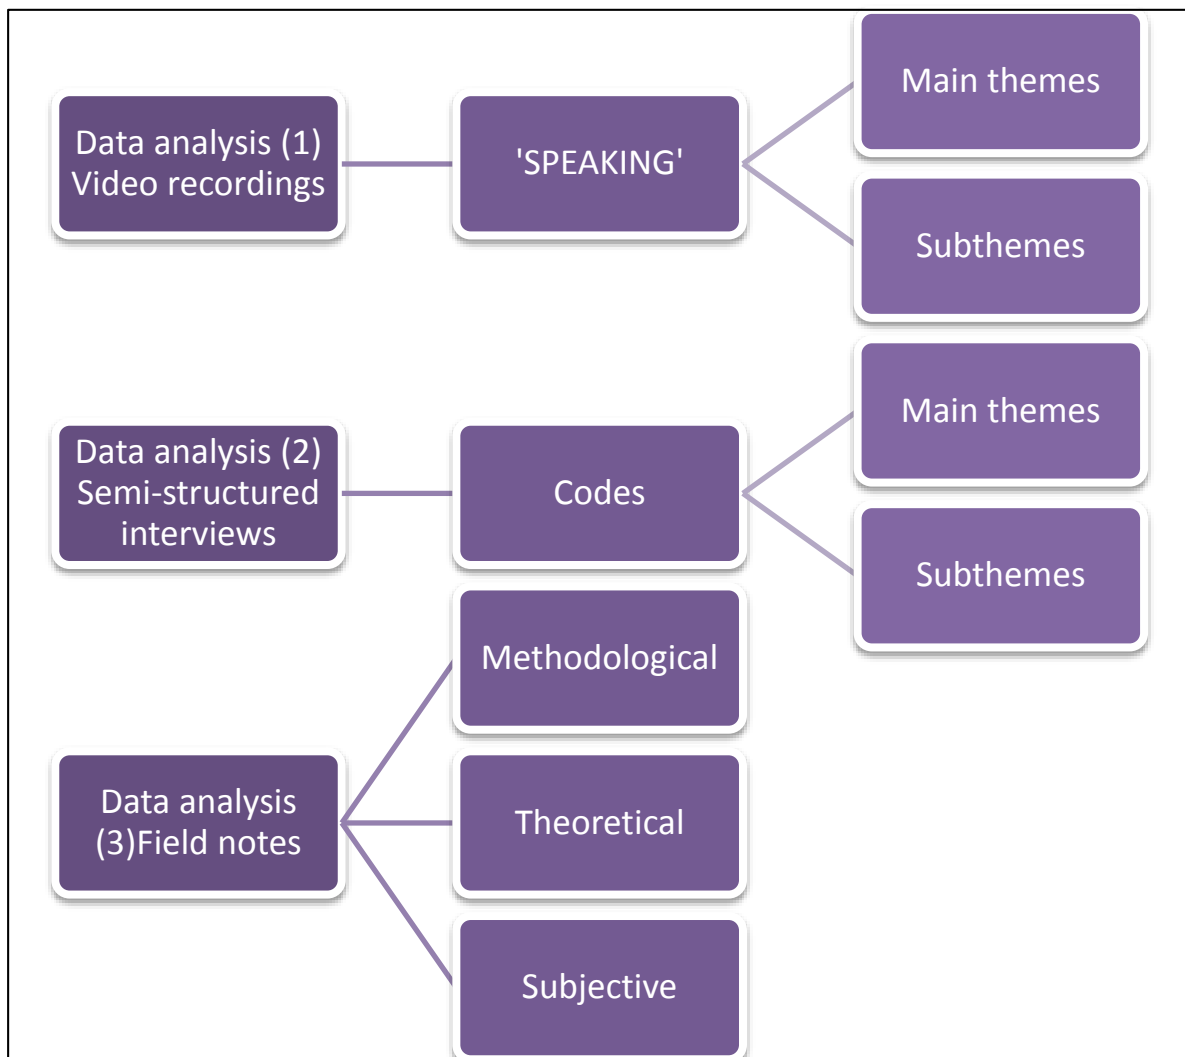 Data analysis (1)
Video recordings
'SPEAKING'
Main themes
Subthemes
Data analysis (2)
Semi-structured
interviews
Codes
Main themes
Subthemes
Data analysis
(3)Field notes
Methodological
Theoretical
Subjective